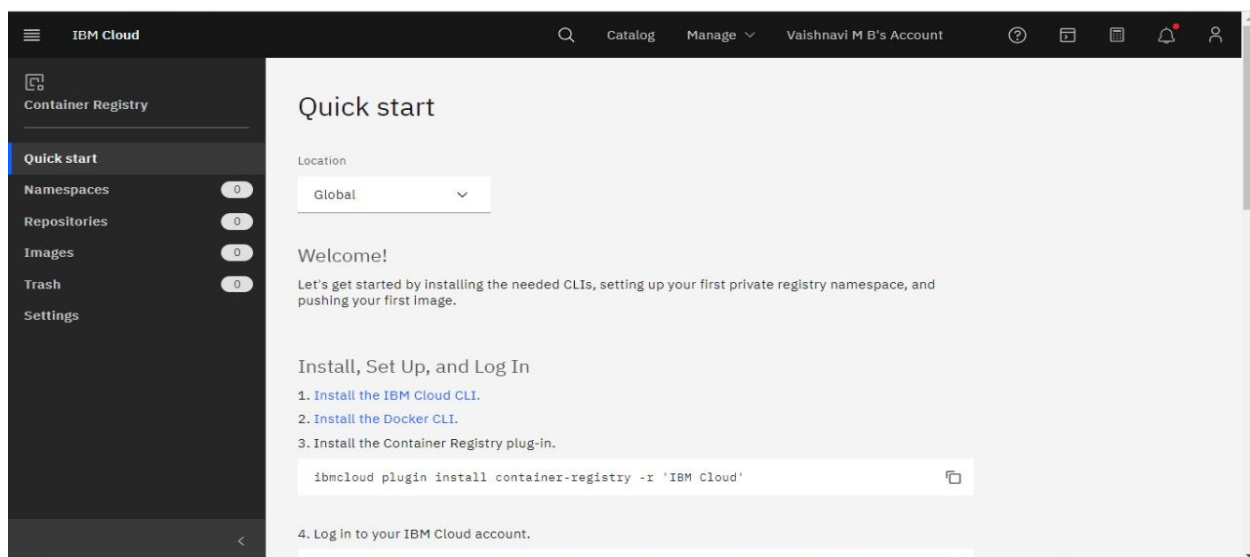 IBM Cloud
Catalog
Manage
Vaishnavi M B's Account
Container Registry
Quick start
Namespaces 0
Repositories 0
Images 0
Trash 0
Settings
Quick start
Location
Global
Welcome!
Let's get started by installing the needed CLIs, setting up your first private registry namespace, and
pushing your first image.
Install, Set Up, and Log In
1. Install the IBM Cloud CLI.
2. Install the Docker CLI.
3. Install the Container Registry plug-in.
ibmcloud plugin install container-registry -r 'IBM Cloud'
4. Log in to your IBM Cloud account.